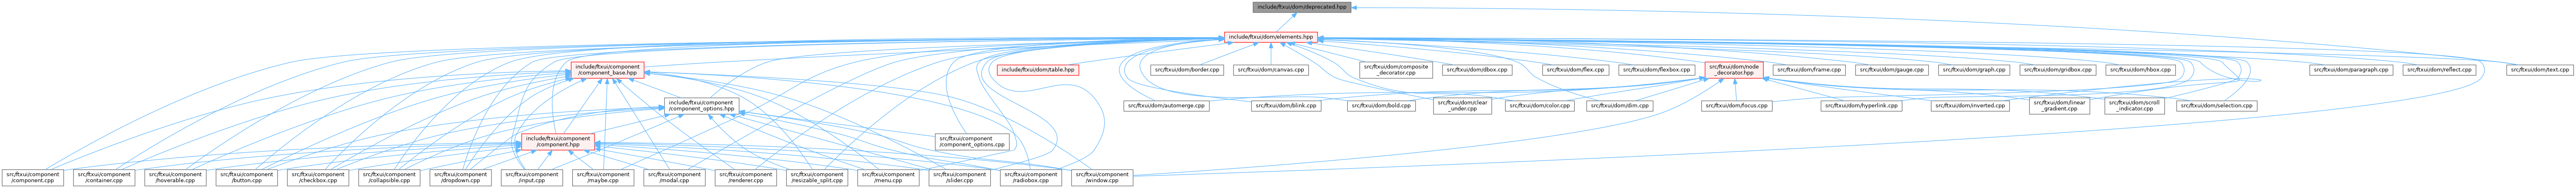 include/ftxui/dom/deprecated.hpp
include/ftxui/dom/elements.hpp
include/ftxui/component
/component_base.hpp
include/ftxui/dom/table.hpp
src/ftxui/dom/border.cpp
src/ftxui/dom/canvas.cpp
src/ftxui/dom/composite
_decorator.cpp
src/ftxui/dom/dbox.cpp
src/ftxui/dom/flex.cpp
src/ftxui/dom/flexbox.cpp
src/ftxui/dom/node
_decorator.hpp
src/ftxui/dom/frame.cpp
src/ftxui/dom/gauge.cpp
src/ftxui/dom/graph.cpp
src/ftxui/dom/gridbox.cpp
src/ftxui/dom/hbox.cpp
src/ftxui/dom/paragraph.cpp
src/ftxui/dom/reflect.cpp
src/ftxui/dom/text.cpp
include/ftxui/component
/component_options.hpp
src/ftxui/dom/automerge.cpp
src/ftxui/dom/blink.cpp
src/ftxui/dom/bold.cpp
src/ftxui/dom/clear
_under.cpp
src/ftxui/dom/color.cpp
src/ftxui/dom/dim.cpp
src/ftxui/dom/focus.cpp
src/ftxui/dom/hyperlink.cpp
src/ftxui/dom/inverted.cpp
src/ftxui/dom/linear
_gradient.cpp
src/ftxui/dom/scroll
_indicator.cpp
src/ftxui/dom/selection.cpp
include/ftxui/component
/component.hpp
src/ftxui/component
/component_options.cpp
src/ftxui/component
/component.cpp
src/ftxui/component
/container.cpp
src/ftxui/component
/hoverable.cpp
src/ftxui/component
/button.cpp
src/ftxui/component
/checkbox.cpp
src/ftxui/component
/collapsible.cpp
src/ftxui/component
/dropdown.cpp
src/ftxui/component
/input.cpp
src/ftxui/component
/maybe.cpp
src/ftxui/component
/modal.cpp
src/ftxui/component
/renderer.cpp
src/ftxui/component
/resizable_split.cpp
src/ftxui/component
/menu.cpp
src/ftxui/component
/slider.cpp
src/ftxui/component
/radiobox.cpp
src/ftxui/component
/window.cpp